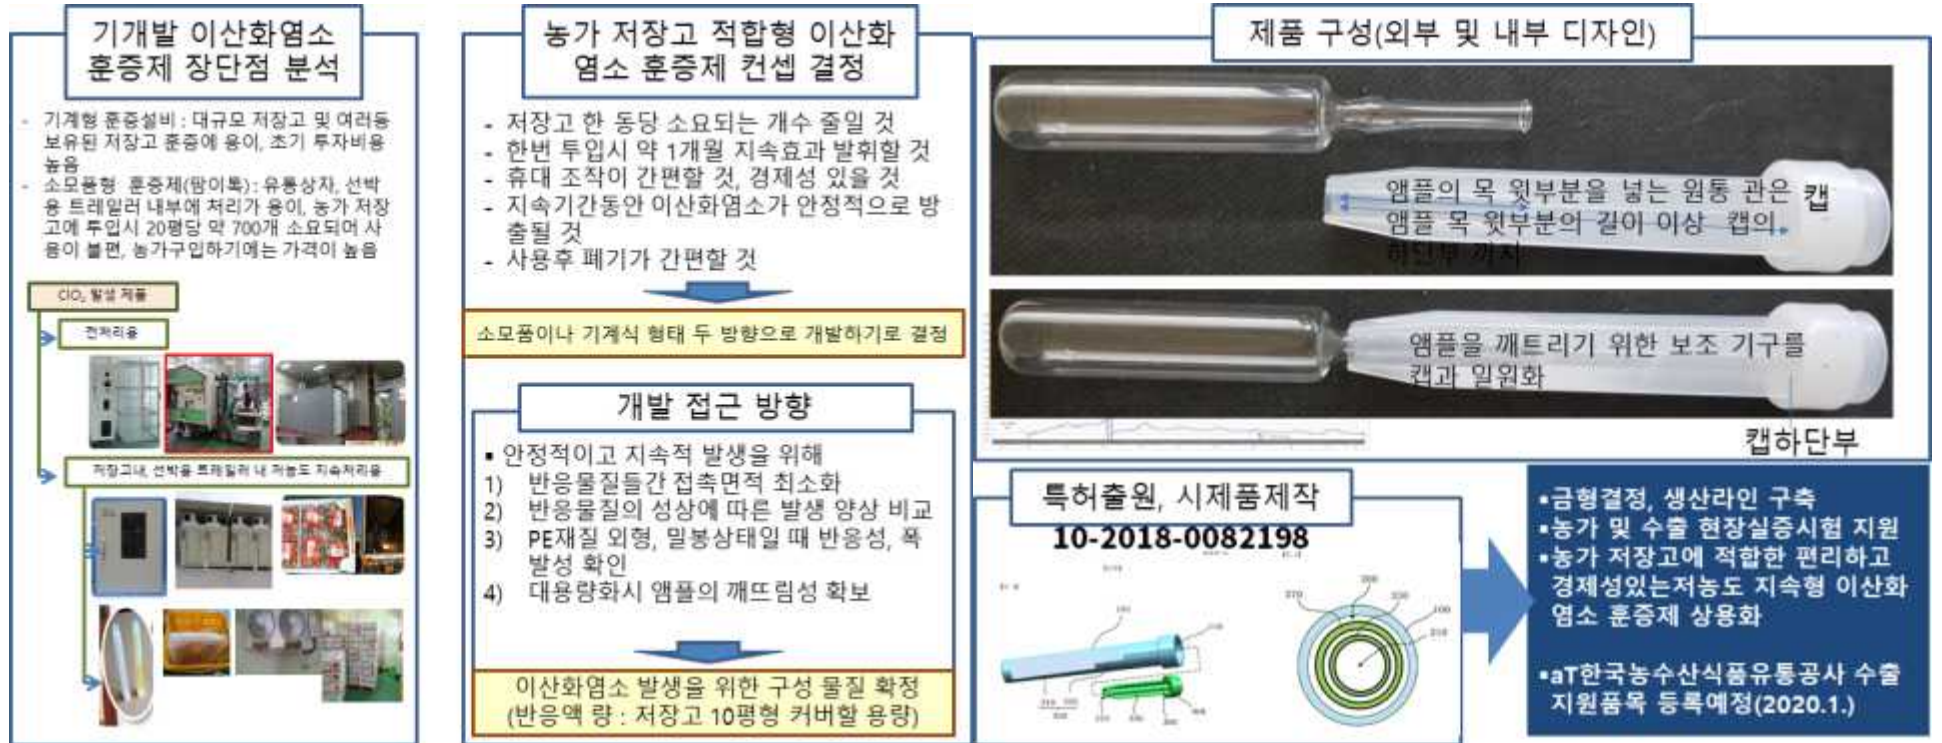 기개발 이산화염소
훈증제 장단점 분석
- 기계형 훈증설비 : 대규모 저장고 및 여러동
보유된 저장고 훈증에 용이, 초기 투자비용
높음
- 소모품형 훈증제(팡이톡) : 유통상자, 선박
용 트레일러 내부에 처리가 용이, 농가 저장
고에 투입시 20평당 약 700개 소요되어 사
용이 불편, 농가구입하기에는 가격이 높음
ClO₂ 발생 제품
전처리용
저장고내, 선박용 트레일러 내 저농도 지속처리용
농가 저장고 적합형 이산화
염소 훈증제 컨셉 결정
- 저장고 한 동당 소요되는 개수 줄일 것
- 한번 투입시 약 1개월 지속효과 발휘할 것
- 휴대 조작이 간편할 것, 경제성 있을 것
- 지속기간동안 이산화염소가 안정적으로 방
출될 것
- 사용후 폐기가 간편할 것
소모품이나 기계식 형태 두 방향으로 개발하기로 결정
개발 접근 방향
▪ 안정적이고 지속적 발생을 위해
1) 반응물질들간 접촉면적 최소화
2) 반응물질의 성상에 따른 발생 양상 비교
3) PE재질 외형, 밀봉상태일 때 반응성, 폭
발성 확인
4) 대용량화시 앰플의 깨뜨림성 확보
이산화염소 발생을 위한 구성 물질 확정
(반응액 량 : 저장고 10평형 커버할 용량)
제품 구성(외부 및 내부 디자인)
앰플의 목 윗부분을 넣는 원통 관은 캡
앰플 목 윗부분의 길이 이상 캡의
하단부 까지
앰플을 깨트리기 위한 보조 기구를
캡과 일원화
캡하단부
특허출원, 시제품제작
10-2018-0082198
▪금형결정, 생산라인 구축
▪농가 및 수출 현장실증시험 지원
▪농가 저장고에 적합한 편리하고
경제성있는저농도 지속형 이산화
염소 훈증제 상용화
▪aT한국농수산식품유통공사 수출
지원품목 등록예정(2020.1.)